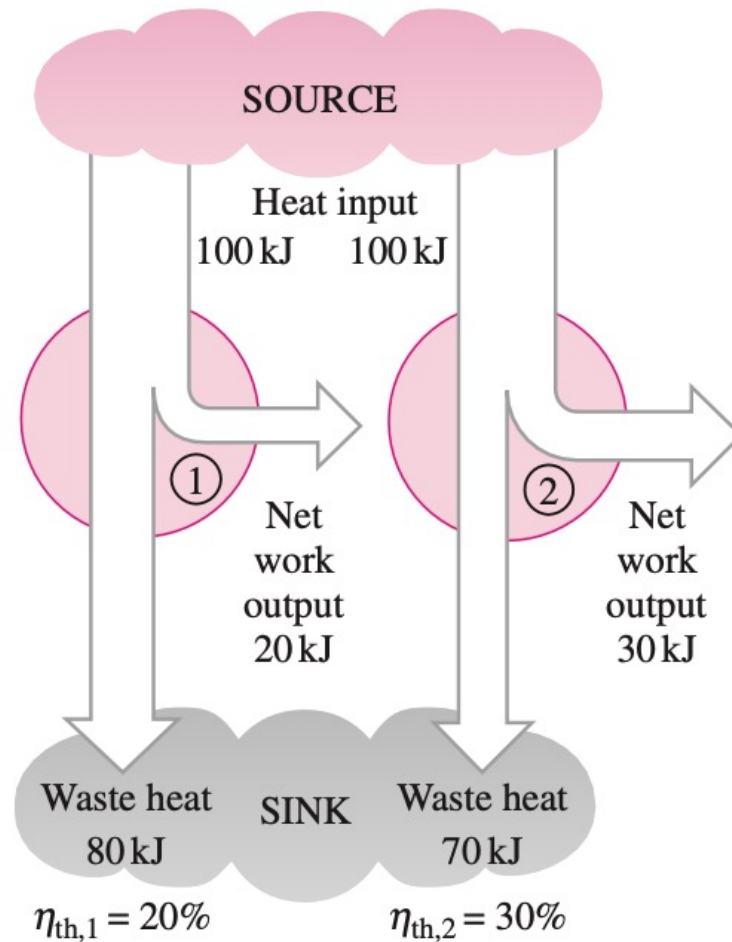 SOURCE
Heat input
100 kJ 100 kJ
①
Net
work
output
20 kJ
②
Net
work
output
30 kJ
Waste heat
80 kJ
SINK
Waste heat
70 kJ
ηth,1 = 20%
ηth,2 = 30%